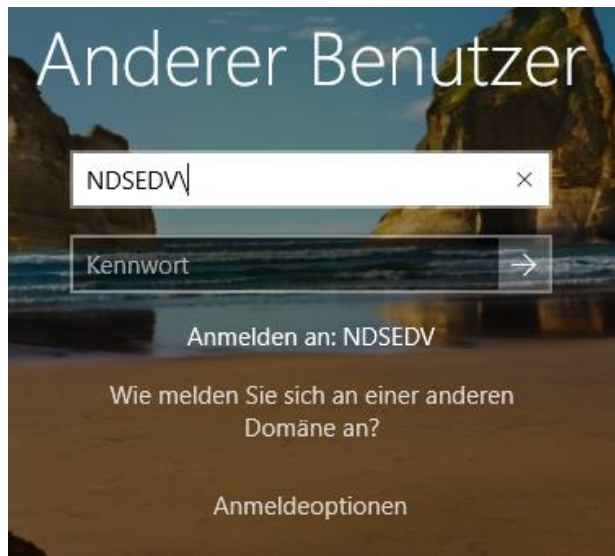 Anderer Benutzer
NDSEDV\
Kennwort
Anmelden an: NDSEDV
Wie melden Sie sich an einer anderen
Domäne an?
Anmeldeoptionen